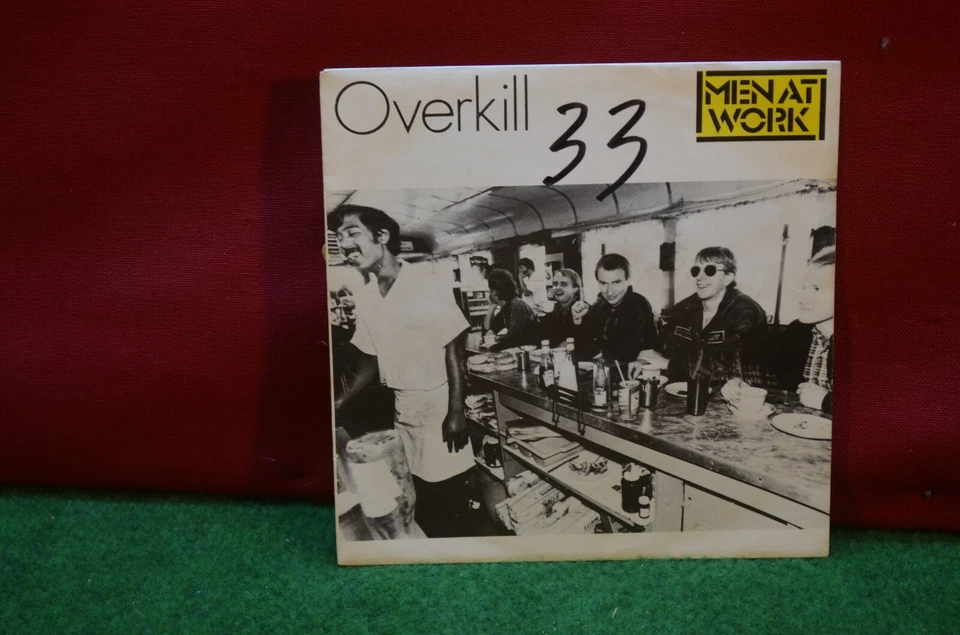 Overkill
33
MEN AT
WORK